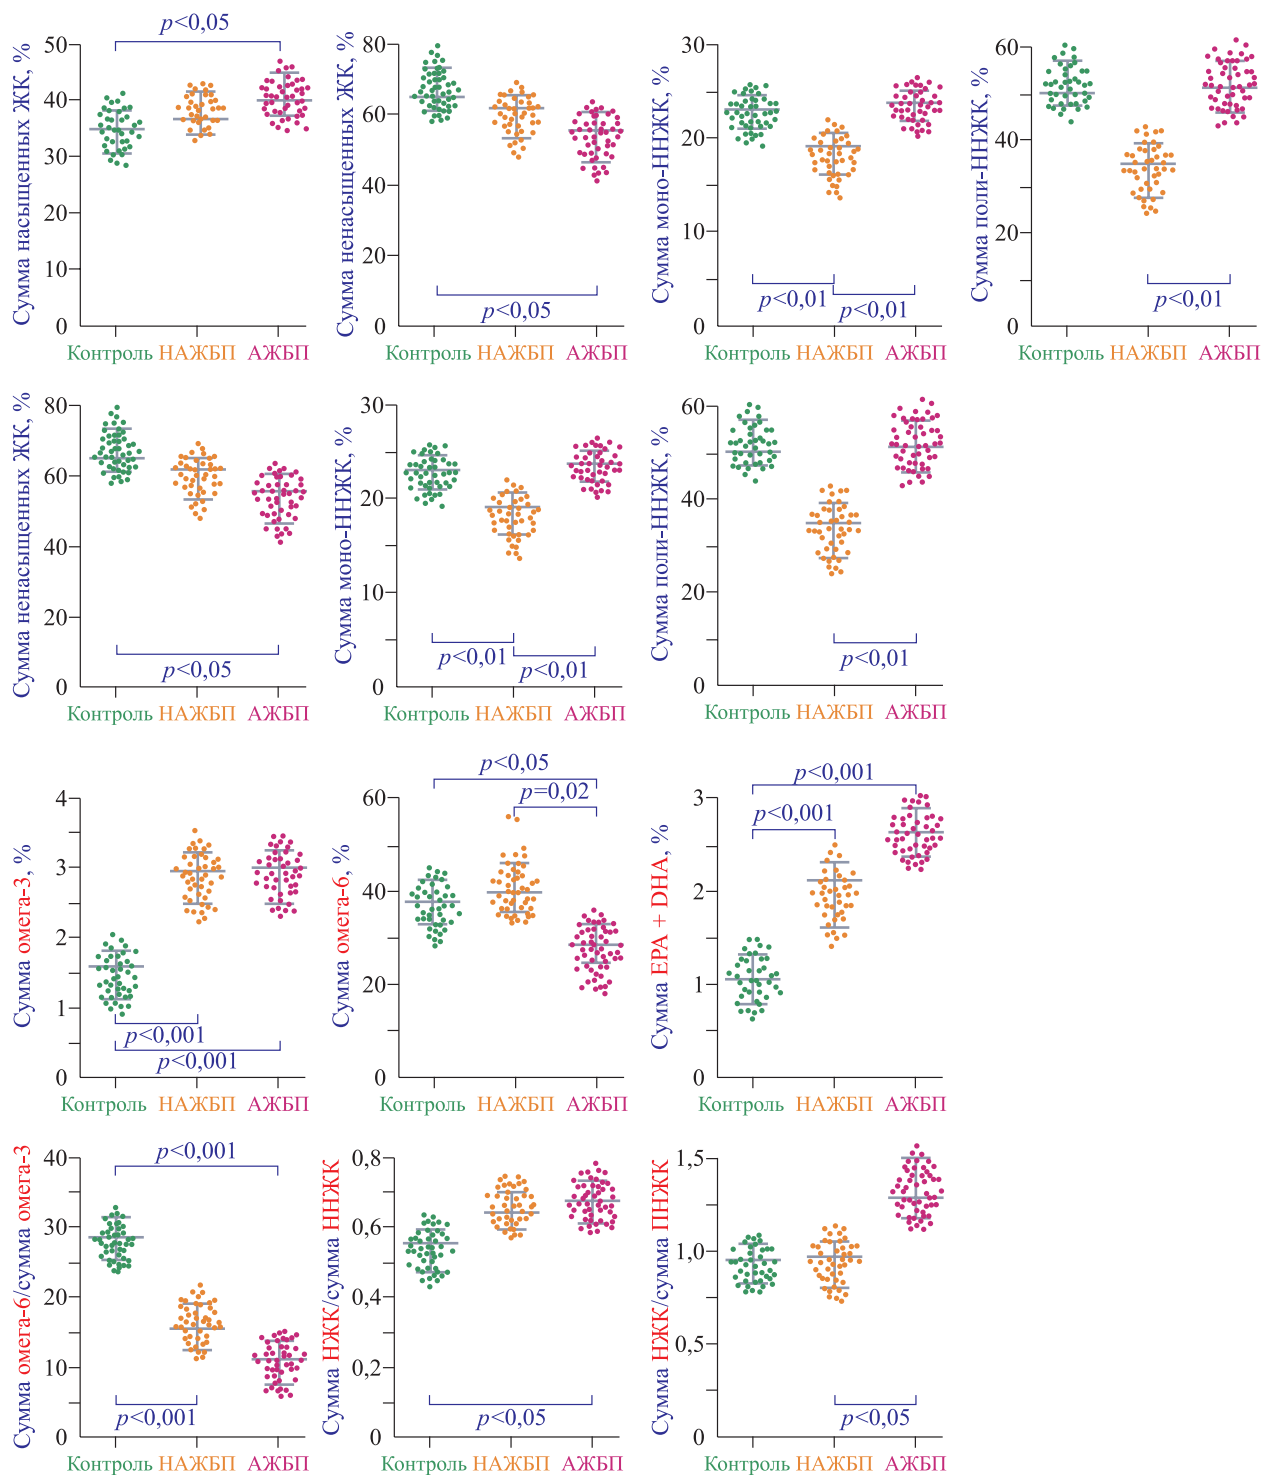 Сумма насыщенных ЖК, %
50
40
30
20
10
0
p<0,05
Контроль НАЖБП АЖБП
Сумма ненасыщенных ЖК, %
80
60
40
20
0
p<0,05
Контроль НАЖБП АЖБП
Сумма моно-ННЖК, %
30
20
10
0
p<0,01
p<0,01
Контроль НАЖБП АЖБП
Сумма поли-ННЖК, %
60
40
20
0
p<0,01
Контроль НАЖБП АЖБП
Сумма ненасыщенных ЖК, %
80
60
40
20
0
p<0,05
Контроль НАЖБП АЖБП
Сумма моно-ННЖК, %
30
20
10
0
p<0,01
p<0,01
Контроль НАЖБП АЖБП
Сумма поли-ННЖК, %
60
40
20
0
p<0,01
Контроль НАЖБП АЖБП
Сумма омега-3, %
4
3
2
1
0
p<0,001
p<0,001
Контроль НАЖБП АЖБП
Сумма омега-6, %
60
40
20
0
p<0,05
p=0,02
Контроль НАЖБП АЖБП
Сумма EPA + DHA, %
3
2
1
0
p<0,001
p<0,001
Контроль НАЖБП АЖБП
Сумма омега-6/сумма омега-3
40
30
20
10
0
p<0,001
p<0,001
Контроль НАЖБП АЖБП
Сумма НЖК/сумма ННЖК
0,8
0,6
0,4
0,2
0
p<0,05
Контроль НАЖБП АЖБП
Сумма НЖК/сумма ПНЖК
1,5
1,0
0,5
0
p<0,05
Контроль НАЖБП АЖБП